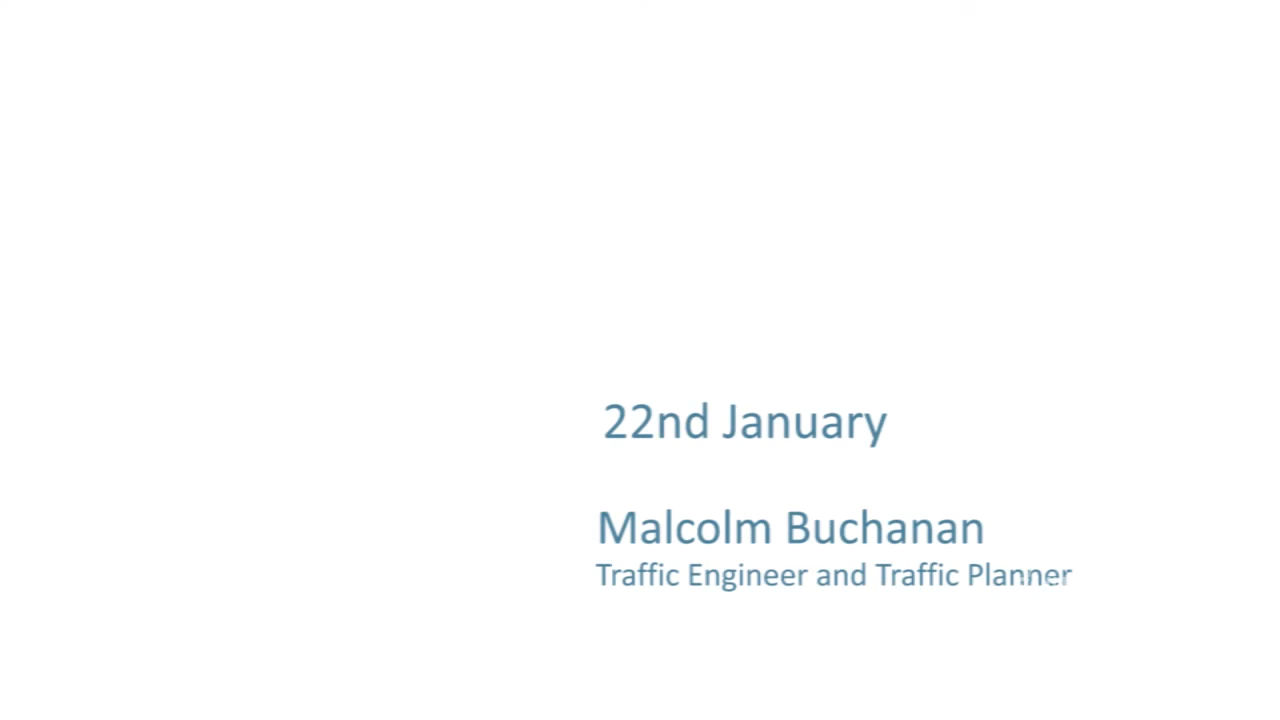 22nd January
Malcolm Buchanan
Traffic Engineer and Traffic Planner